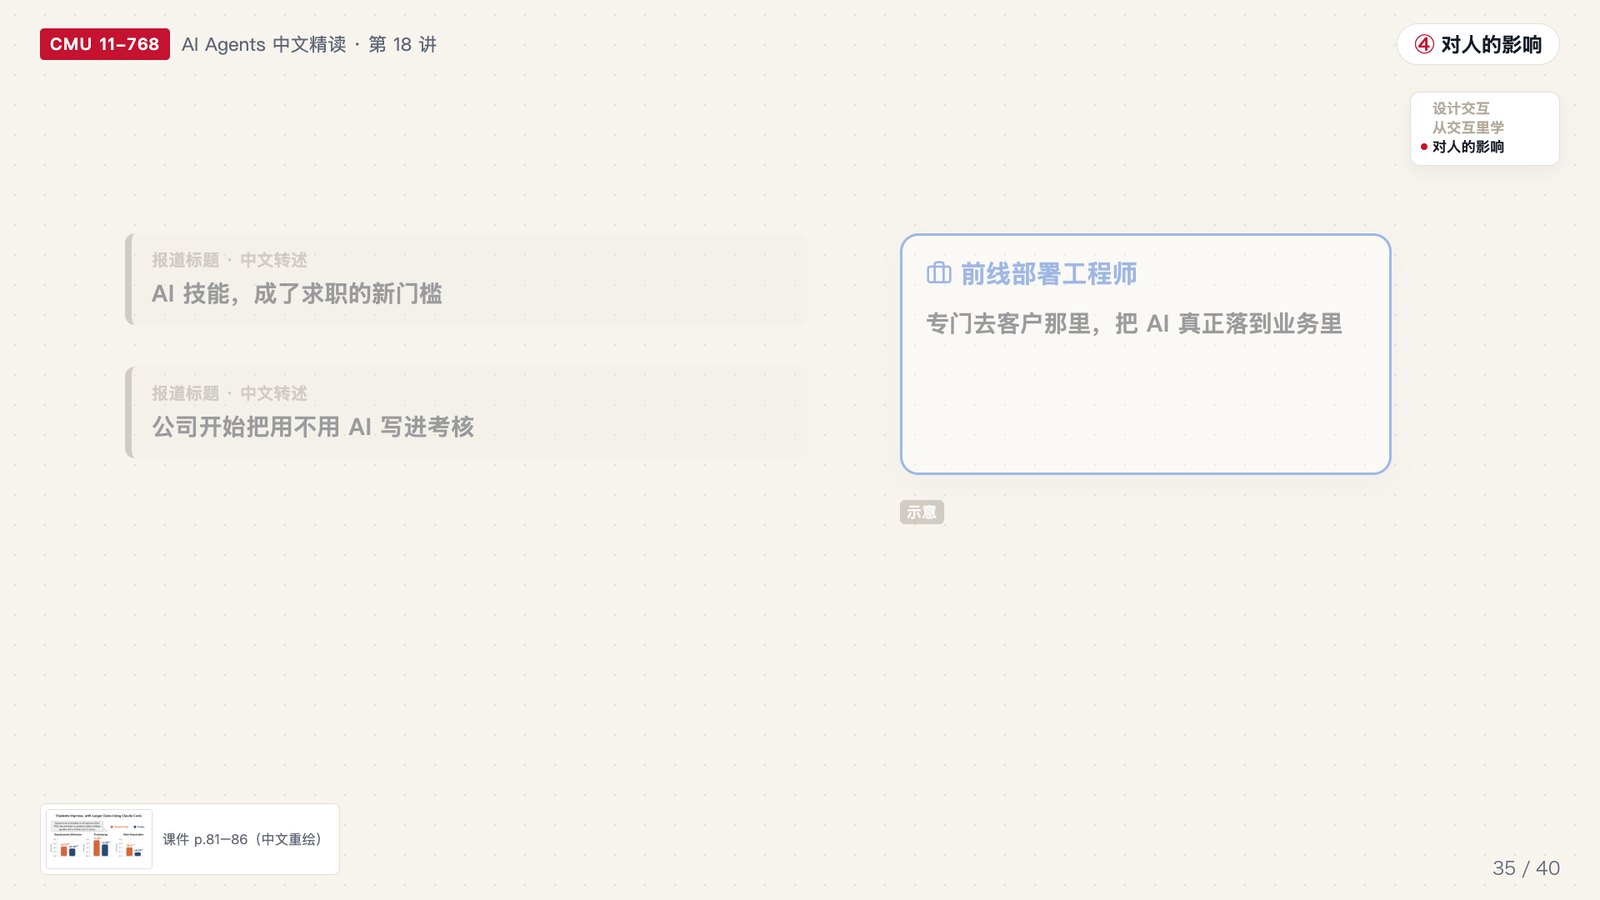 CMU 11-768 AI Agents 中文精读 · 第 18 讲
④ 对人的影响
设计交互
从交互里学
对人的影响
报道标题 · 中文转述
AI 技能，成了求职的新门槛
报道标题 · 中文转述
公司开始把用不用 AI 写进考核
前线部署工程师
专门去客户那里，把 AI 真正落到业务里
示意
课件 p.81–86（中文重绘）
35 / 40